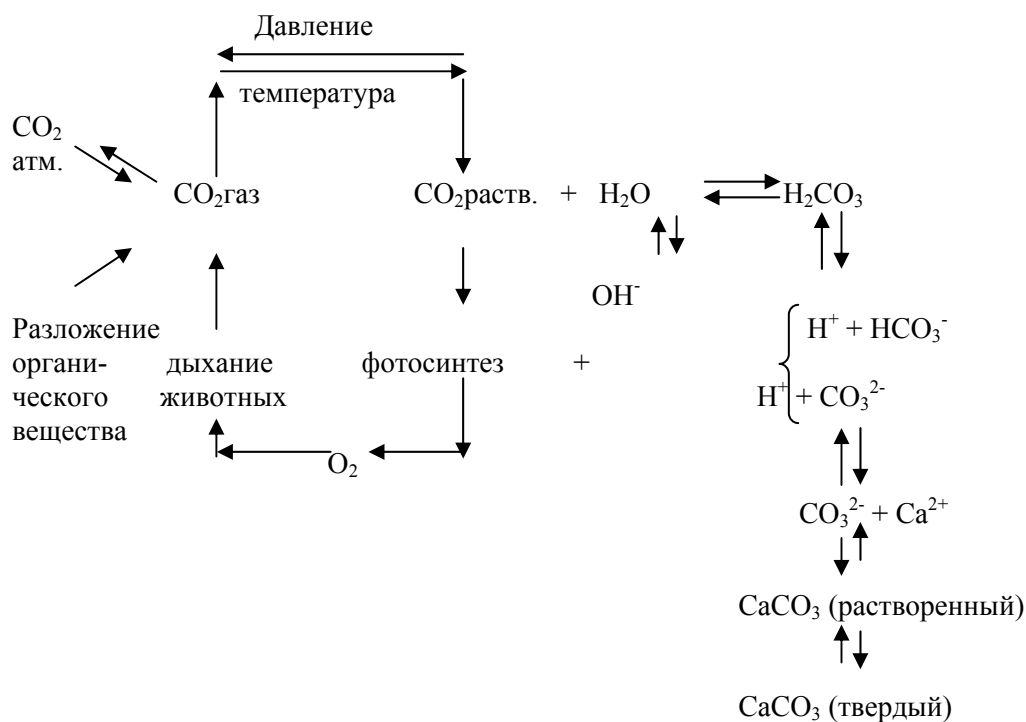 Давление
температура
CO₂
атм.
CO₂газ
CO₂раств. + H₂O
H₂CO₃
OH⁻
Разложение
органи-
ческого
вещества
дыхание
животных
фотосинтез +
H⁺ + HCO₃⁻
H⁺ + CO₃²⁻
O₂
CO₃²⁻ + Ca²⁺
CaCO₃ (растворенный)
CaCO₃ (твердый)